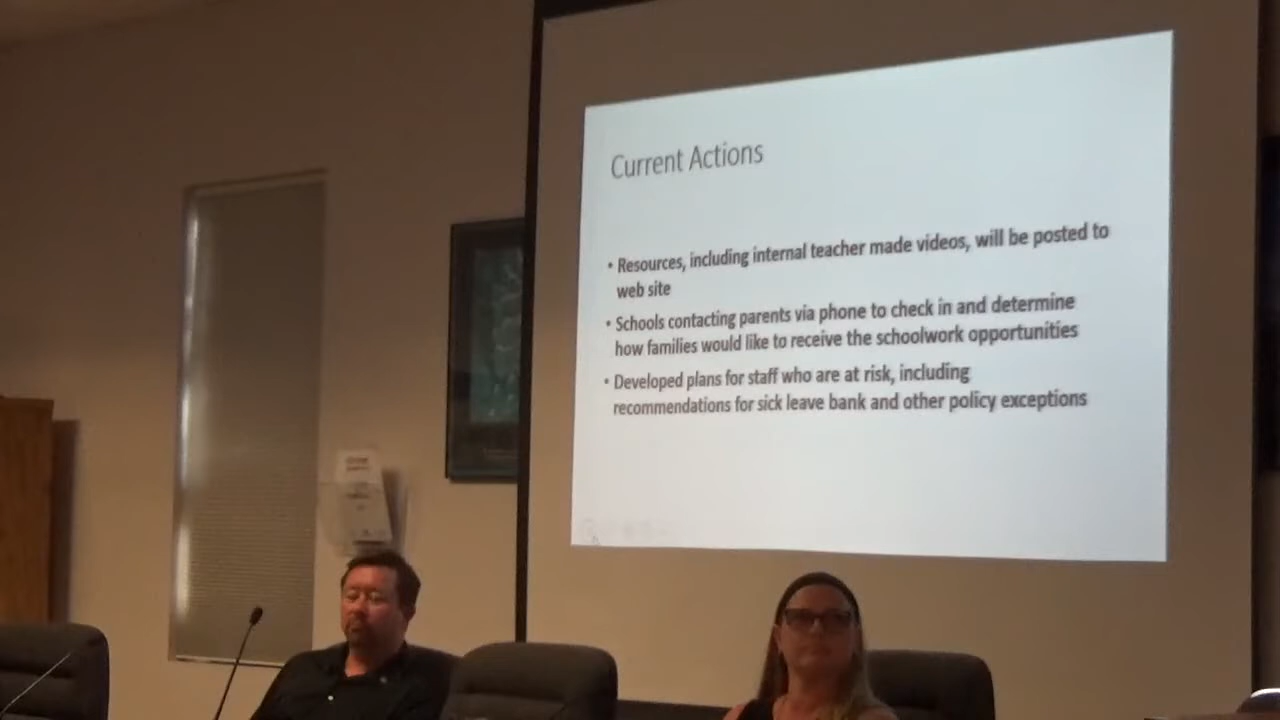 Current Actions
• Resources, including internal teacher made videos, will be posted to
web site
• Schools contacting parents via phone to check in and determine
how families would like to receive the schoolwork opportunities
• Developed plans for staff who are at risk, including
recommendations for sick leave bank and other policy exceptions